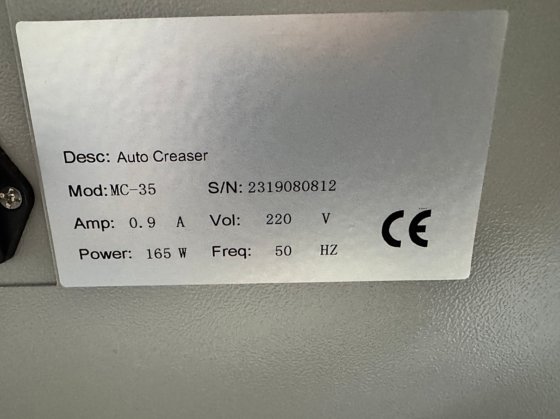 Desc: Auto Creaser
Mod: MC-35 S/N: 2319080812
Amp: 0.9 A Vol: 220 V
Power: 165 W Freq: 50 HZ
CE